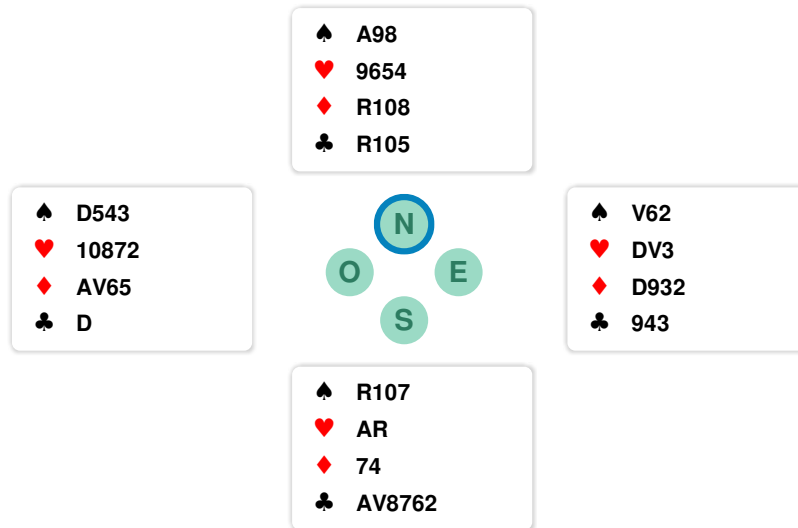 ♠ A98
♥ 9654
♦ R108
♣ R105
♠ D543
♥ 10872
♦ AV65
♣ D
N
O E
S
♠ V62
♥ DV3
♦ D932
♣ 943
♠ R107
♥ AR
♦ 74
♣ AV8762